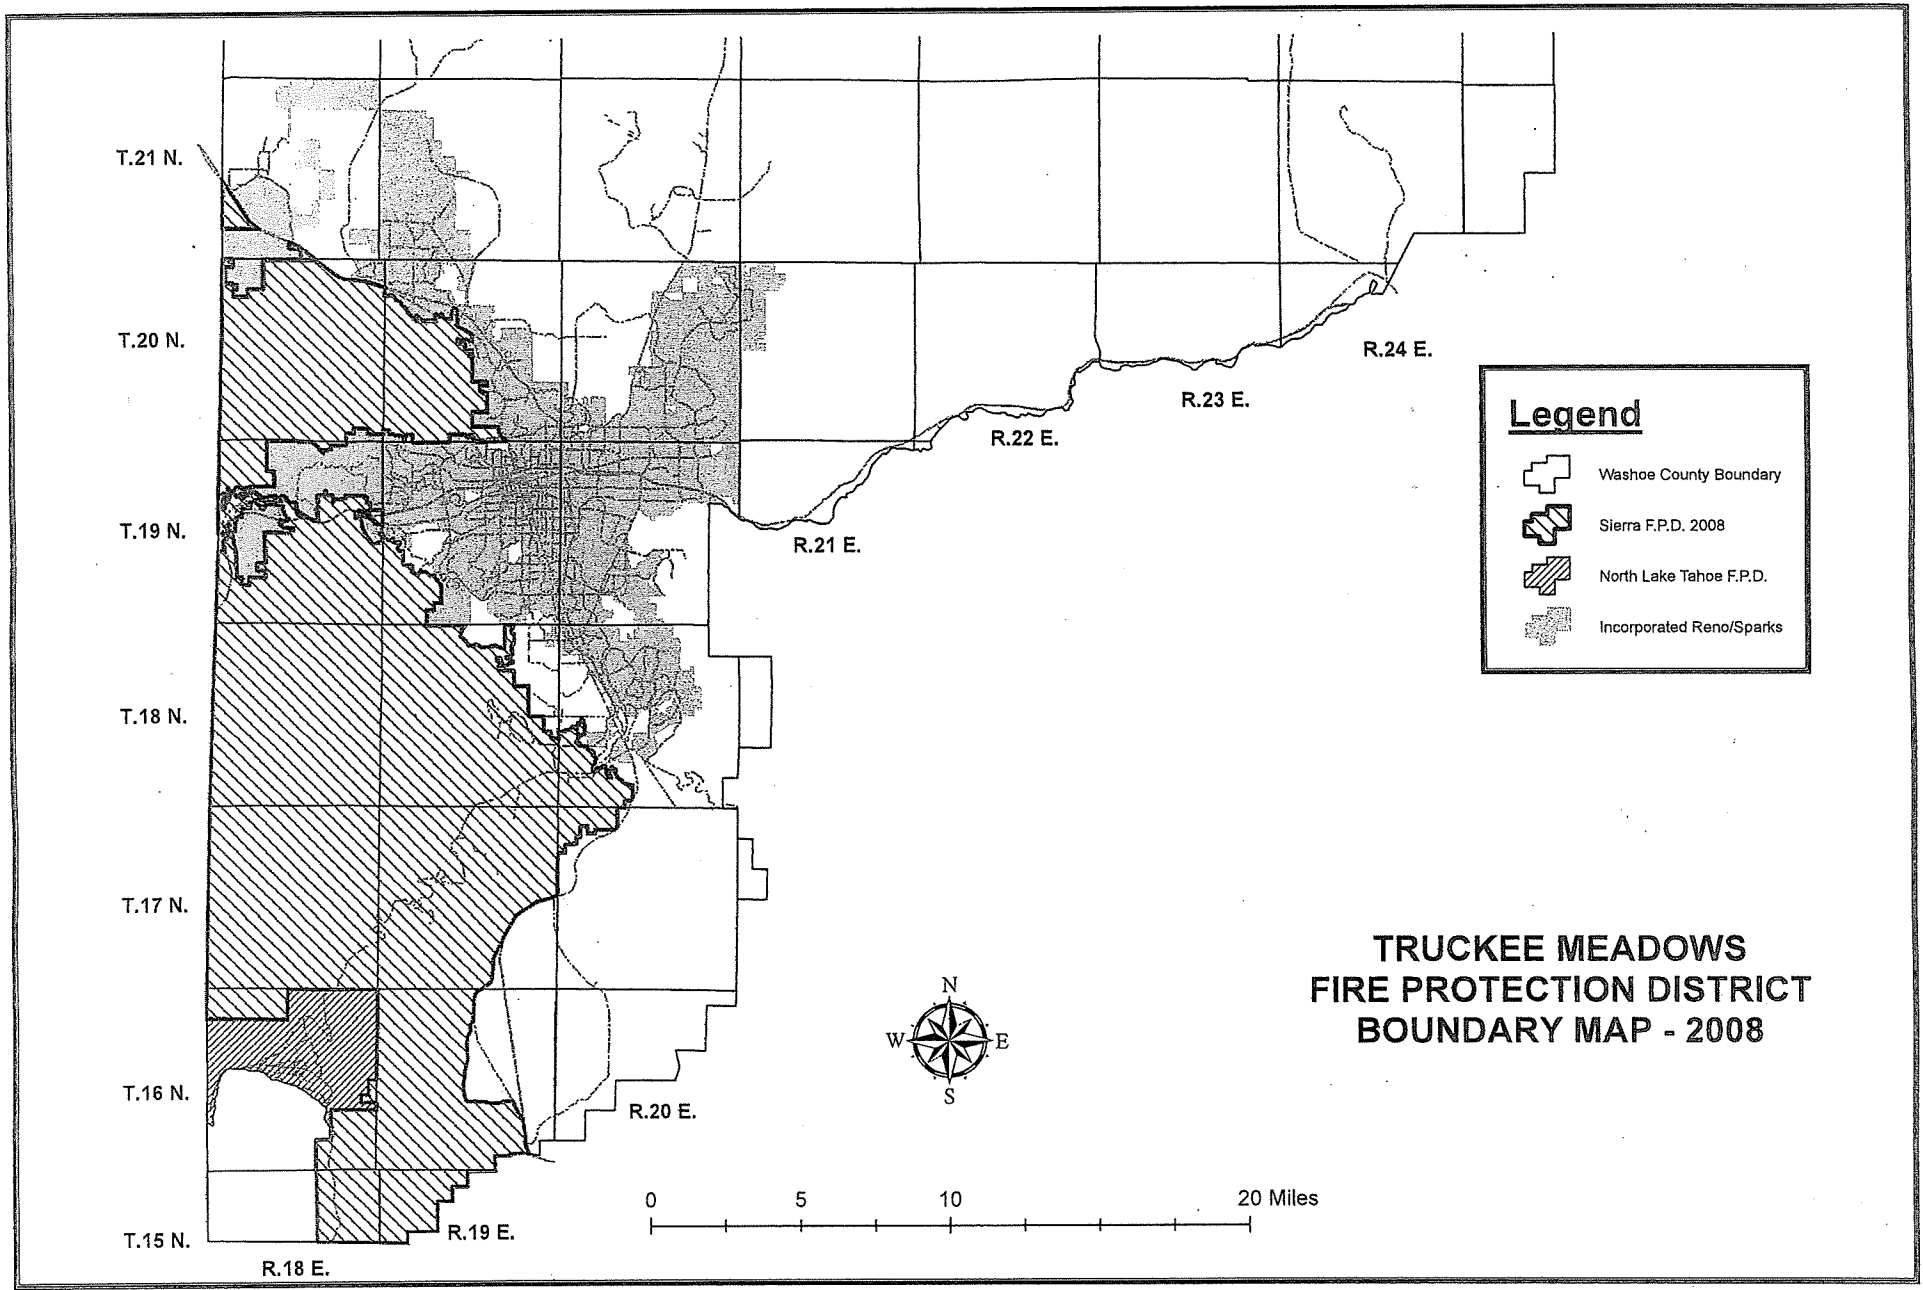 T.21 N.
T.20 N.
T.19 N.
T.18 N.
T.17 N.
T.16 N.
T.15 N.
R.18 E.
R.19 E.
R.20 E.
R.21 E.
R.22 E.
R.23 E.
R.24 E.
Legend
Washoe County Boundary
Sierra F.P.D. 2008
North Lake Tahoe F.P.D.
Incorporated Reno/Sparks
TRUCKEE MEADOWS
FIRE PROTECTION DISTRICT
BOUNDARY MAP - 2008
N
W E
S
0 5 10 20 Miles